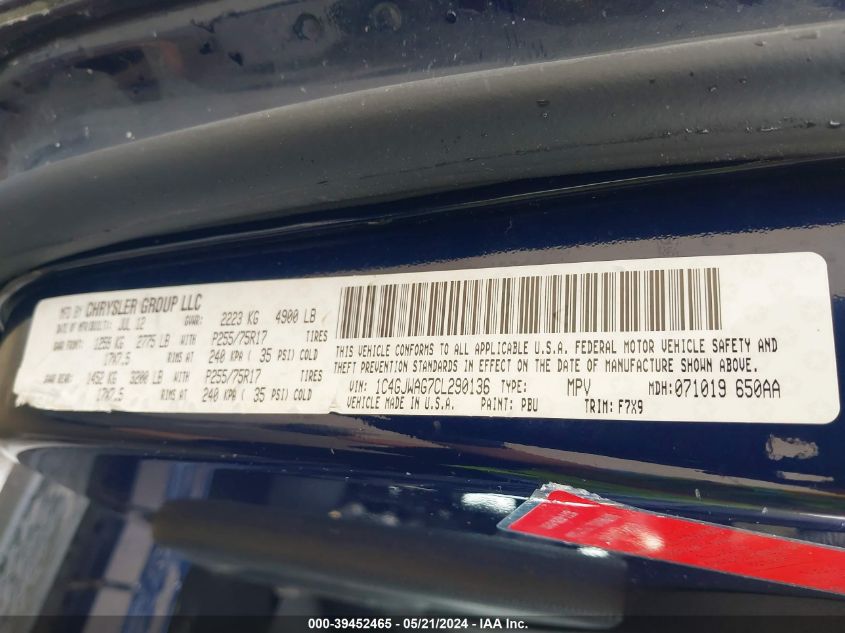 MFD BY CHRYSLER GROUP LLC
DATE OF MFR/BUILT: JUL 12 GVWR: 2223 KG 4900 LB
GAWR FRONT: 1259 KG 2775 LB WITH P255/75R17 TIRES
17X7.5 RIMS AT 240 KPA ( 35 PSI) COLD
GAWR REAR: 1452 KG 3200 LB WITH P255/75R17 TIRES
17X7.5 RIMS AT 240 KPA ( 35 PSI) COLD
THIS VEHICLE CONFORMS TO ALL APPLICABLE U.S.A. FEDERAL MOTOR VEHICLE SAFETY AND
THEFT PREVENTION STANDARDS IN EFFECT ON THE DATE OF MANUFACTURE SHOWN ABOVE.
VIN: 1C4GJWAG7CL290136 TYPE: MPV MDH: 071019 650AA
VEHICLE MADE IN U.S.A. PAINT: PBU TRIM: F7X9
000-39452465 - 05/21/2024 - IAA Inc.